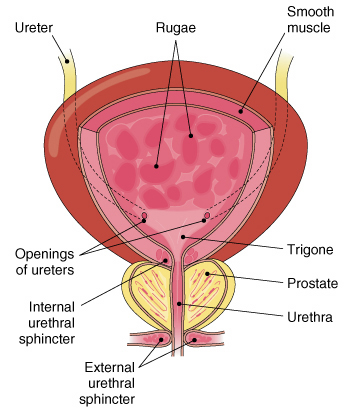 Ureter
Rugae
Smooth
muscle
Openings
of ureters
Trigone
Prostate
Internal
urethral
sphincter
Urethra
External
urethral
sphincter